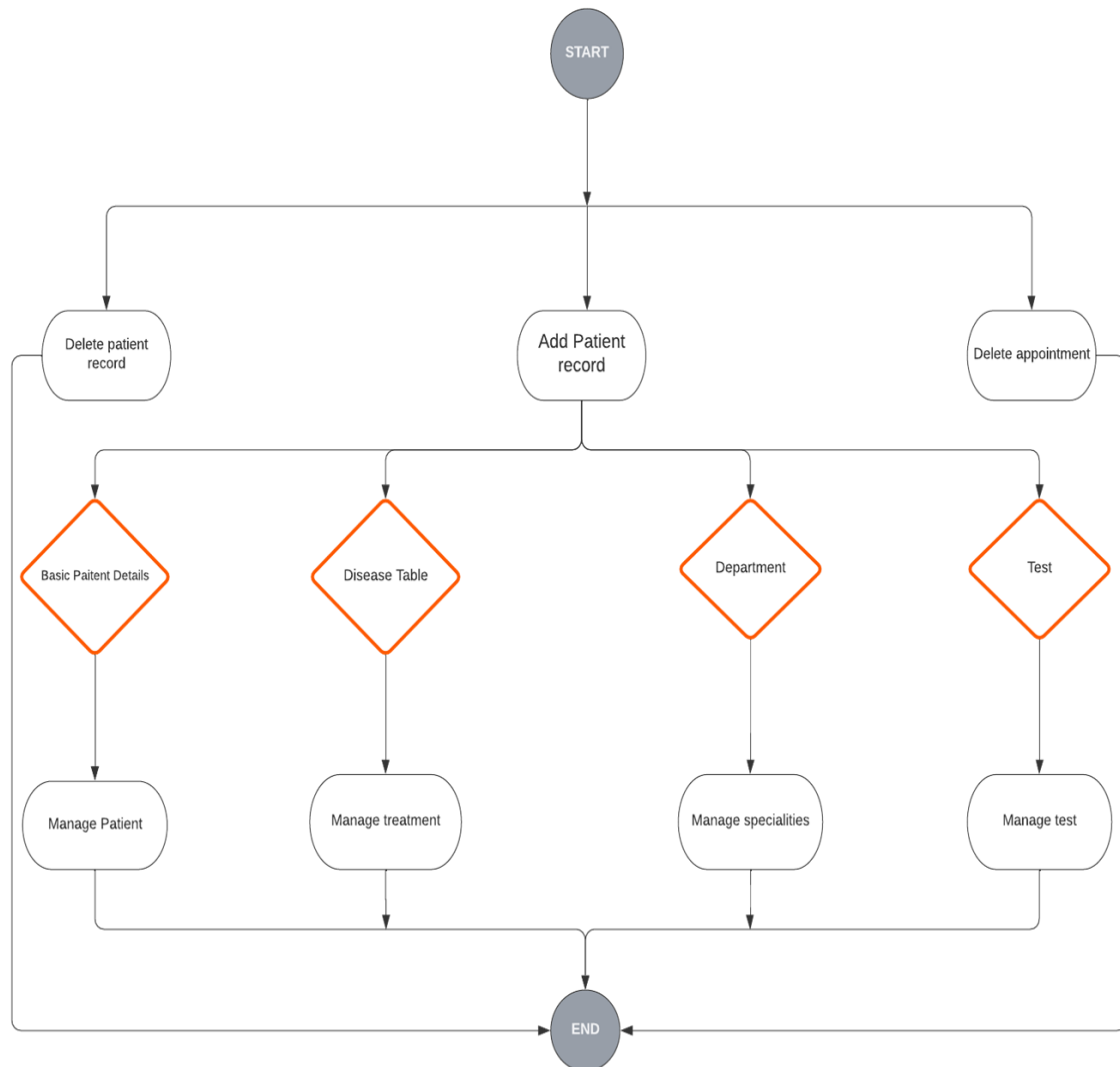 START
Delete patient
record
Add Patient
record
Delete appointment
Basic Paitent Details
Disease Table
Department
Test
Manage Patient
Manage treatment
Manage specialities
Manage test
END